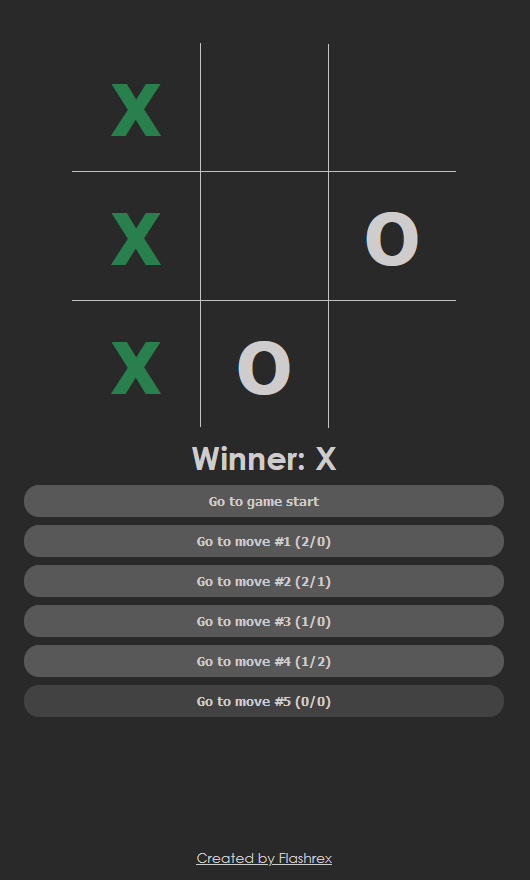 X
X O
X O
Winner: X
Go to game start
Go to move #1 (2/0)
Go to move #2 (2/1)
Go to move #3 (1/0)
Go to move #4 (1/2)
Go to move #5 (0/0)
Created by Flashrex